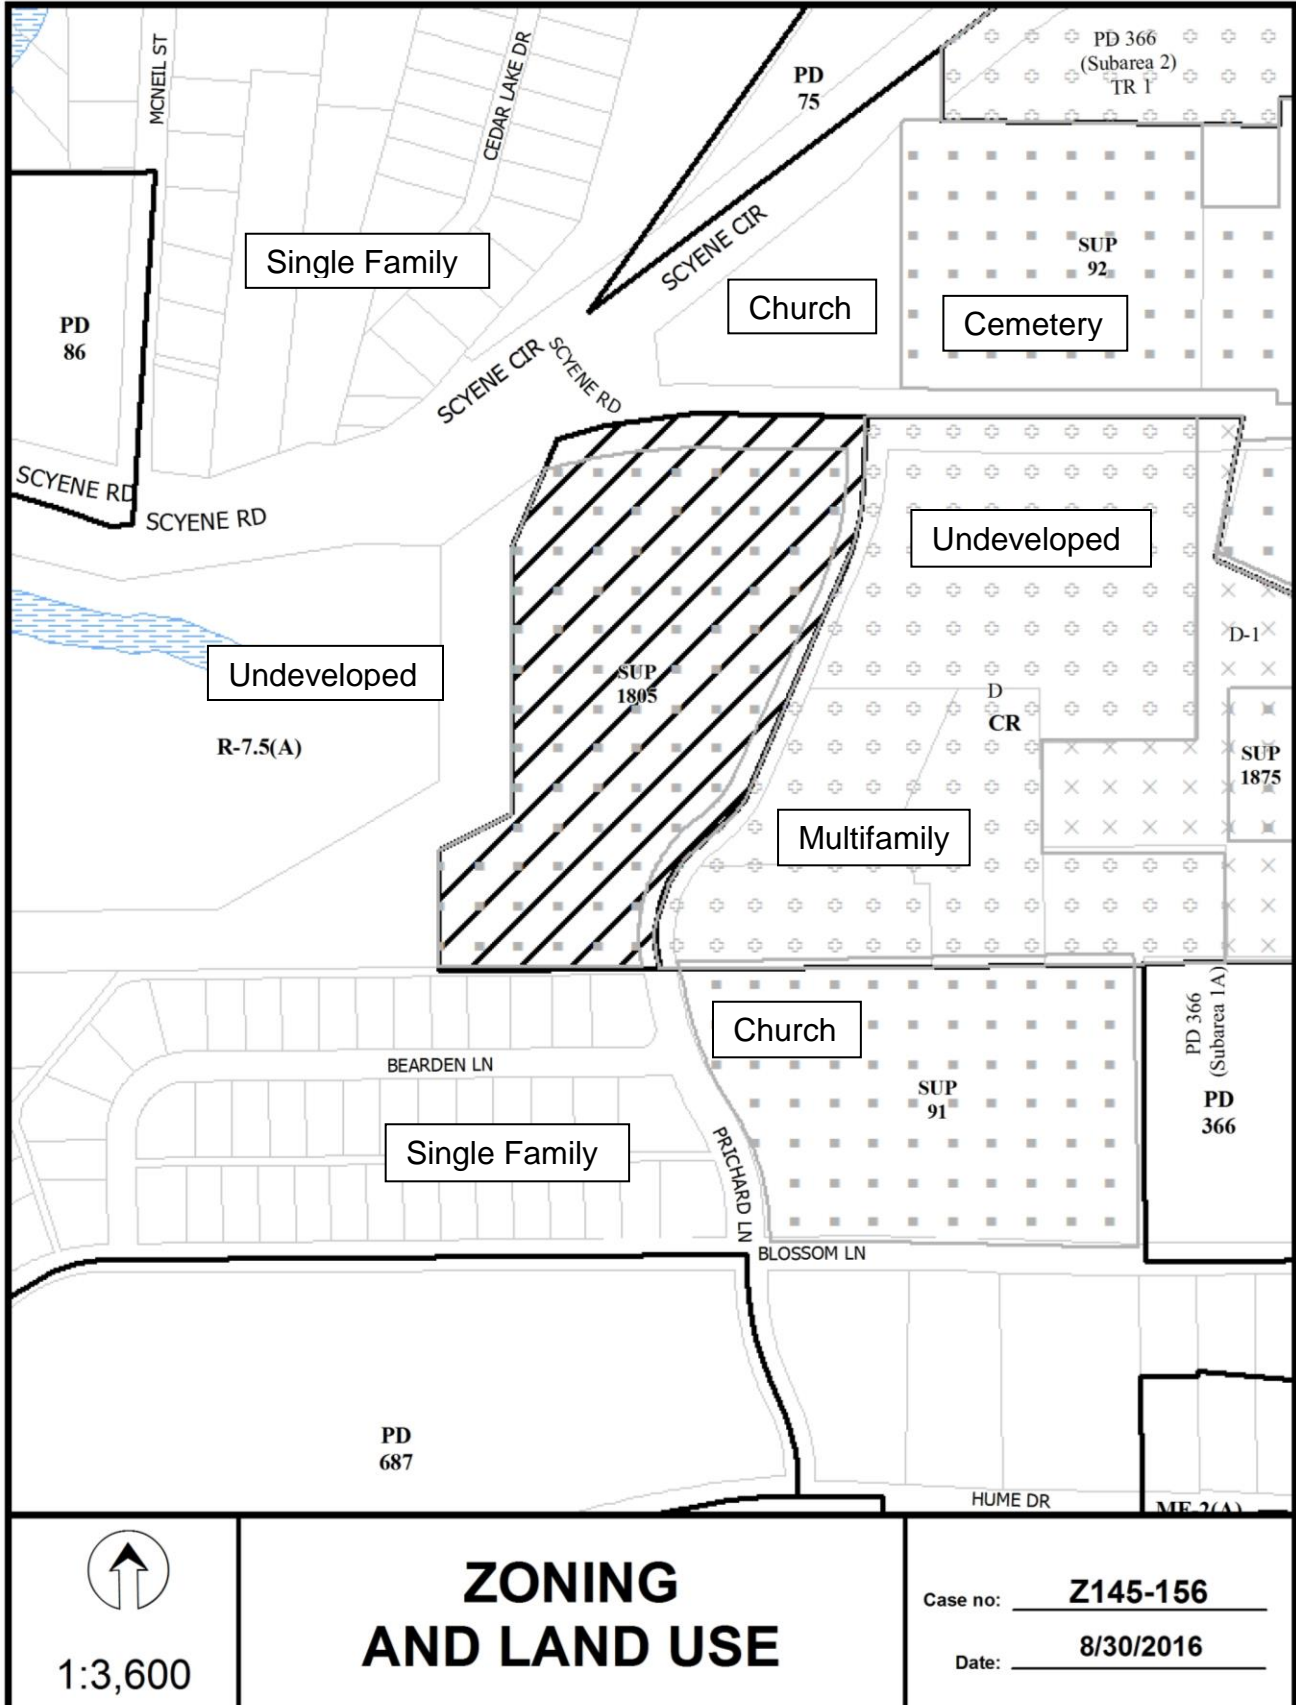 MCNEIL ST
CEDAR LAKE DR
PD
75
PD 366
(Subarea 2)
TR 1
Single Family
SCYENE CIR
SUP
92
Church
Cemetery
PD
86
SCYENE CIR
SCYENE RD
SCYENE RD
SCYENE RD
Undeveloped
D-1
Undeveloped
SUP
1805
D
CR
R-7.5(A)
SUP
1875
Multifamily
Church
PD 366
(Subarea 1A)
BEARDEN LN
SUP
91
PD
366
Single Family
PRICHARD LN
BLOSSOM LN
PD
687
HUME DR
MF-2(A)
1:3,600
ZONING
AND LAND USE
Case no: Z145-156
Date: 8/30/2016